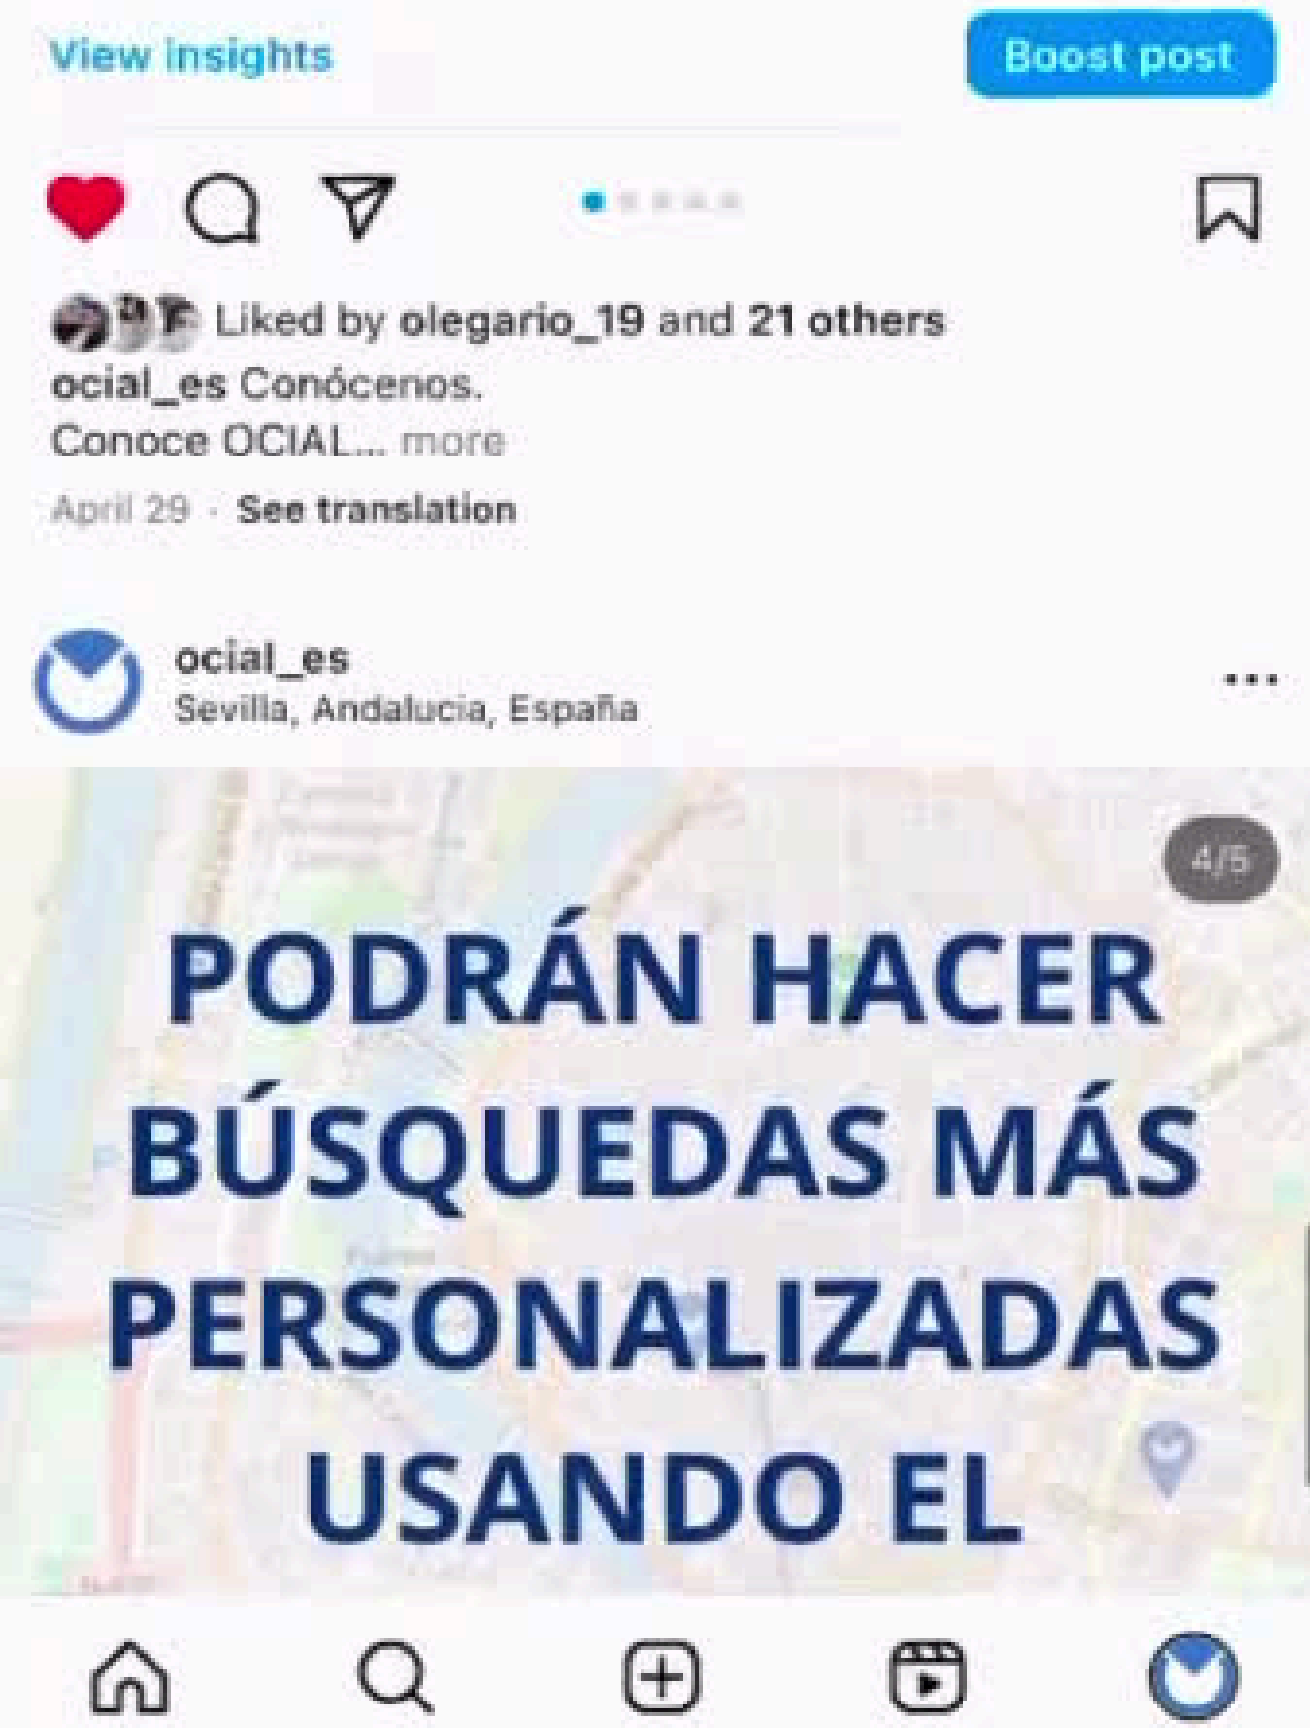 View insights
Boost post
Liked by olegario_19 and 21 others
ocial_es Conócenos.
Conoce OCIAL... more
April 29 · See translation
ocial_es
Sevilla, Andalucia, España
4/5
PODRÁN HACER
BÚSQUEDAS MÁS
PERSONALIZADAS
USANDO EL